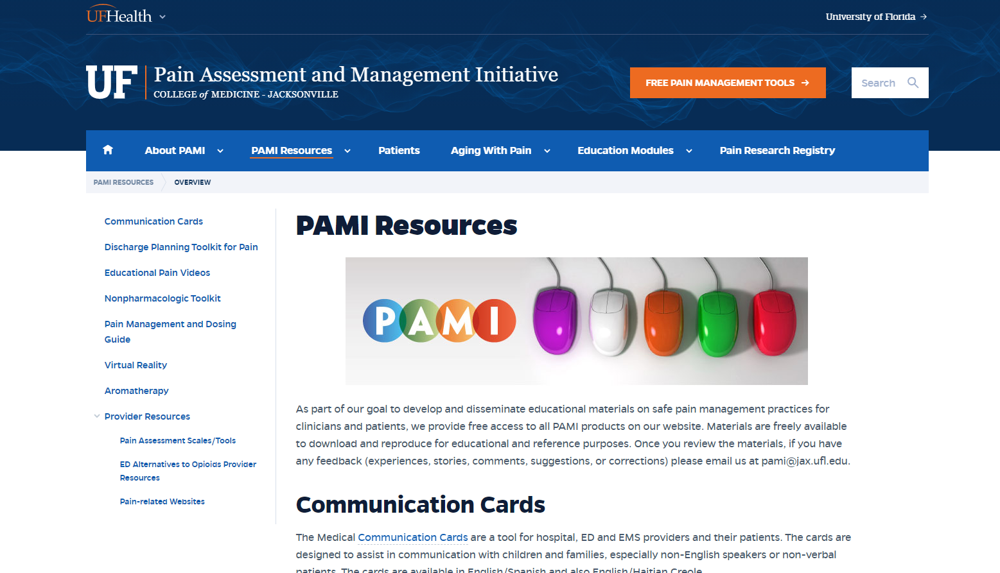 UFHealth
University of Florida
UF
Pain Assessment and Management Initiative
COLLEGE of MEDICINE - JACKSONVILLE
FREE PAIN MANAGEMENT TOOLS
Search
About PAMI
PAMI Resources
Patients
Aging With Pain
Education Modules
Pain Research Registry
PAMI RESOURCES
OVERVIEW
Communication Cards
Discharge Planning Toolkit for Pain
Educational Pain Videos
Nonpharmacologic Toolkit
Pain Management and Dosing
Guide
Virtual Reality
Aromatherapy
Provider Resources
Pain Assessment Scales/Tools
ED Alternatives to Opioids Provider
Resources
Pain-related Websites
PAMI Resources
PAMI
As part of our goal to develop and disseminate educational materials on safe pain management practices for
clinicians and patients, we provide free access to all PAMI products on our website. Materials are freely available
to download and reproduce for educational and reference purposes. Once you review the materials, if you have
any feedback (experiences, stories, comments, suggestions, or corrections) please email us at pami@jax.ufl.edu.
Communication Cards
The Medical Communication Cards are a tool for hospital, ED and EMS providers and their patients. The cards are
designed to assist in communication with children and families, especially non-English speakers or non-verbal
patients. The cards are available in English/Spanish and also English/Haitian Creole.